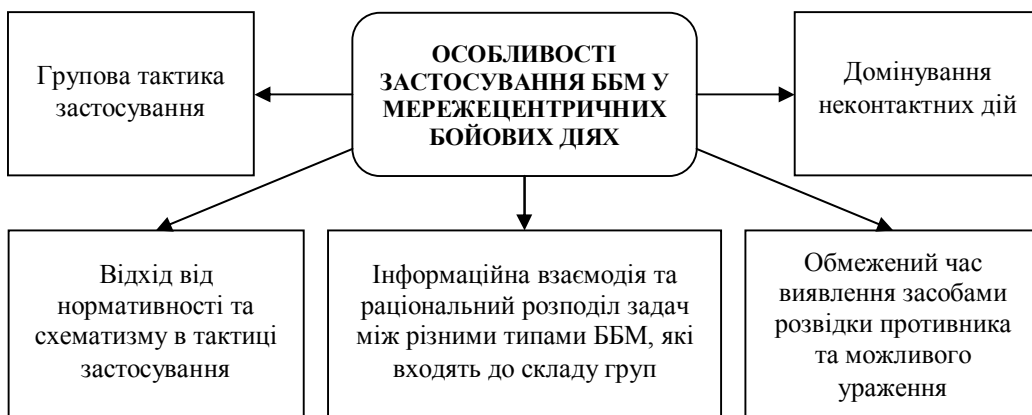 ОСОБЛИВОСТІ
ЗАСТОСУВАННЯ ББМ У
МЕРЕЖЕЦЕНТРИЧНИХ
БОЙОВИХ ДІЯХ
Групова тактика
застосування
Домінування
неконтактних дій
Відхід від
нормативності та
схематизму в тактиці
застосування
Інформаційна взаємодія та
раціональний розподіл задач
між різними типами ББМ, які
входять до складу груп
Обмежений час
виявлення засобами
розвідки противника
та можливого
ураження